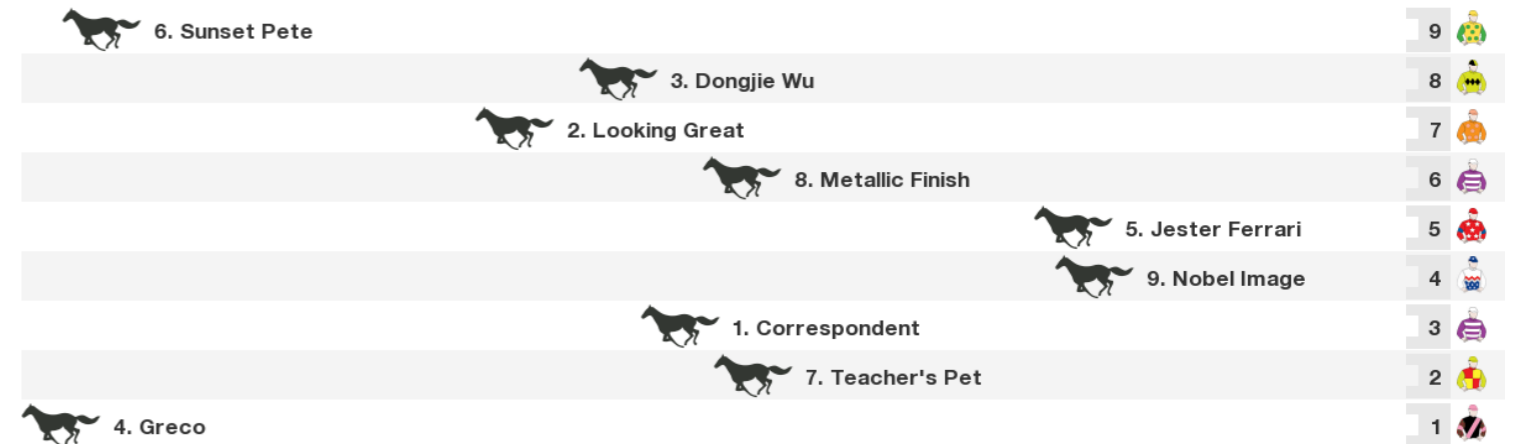 6. Sunset Pete 9
3. Dongjie Wu 8
2. Looking Great 7
8. Metallic Finish 6
5. Jester Ferrari 5
9. Nobel Image 4
1. Correspondent 3
7. Teacher's Pet 2
4. Greco 1